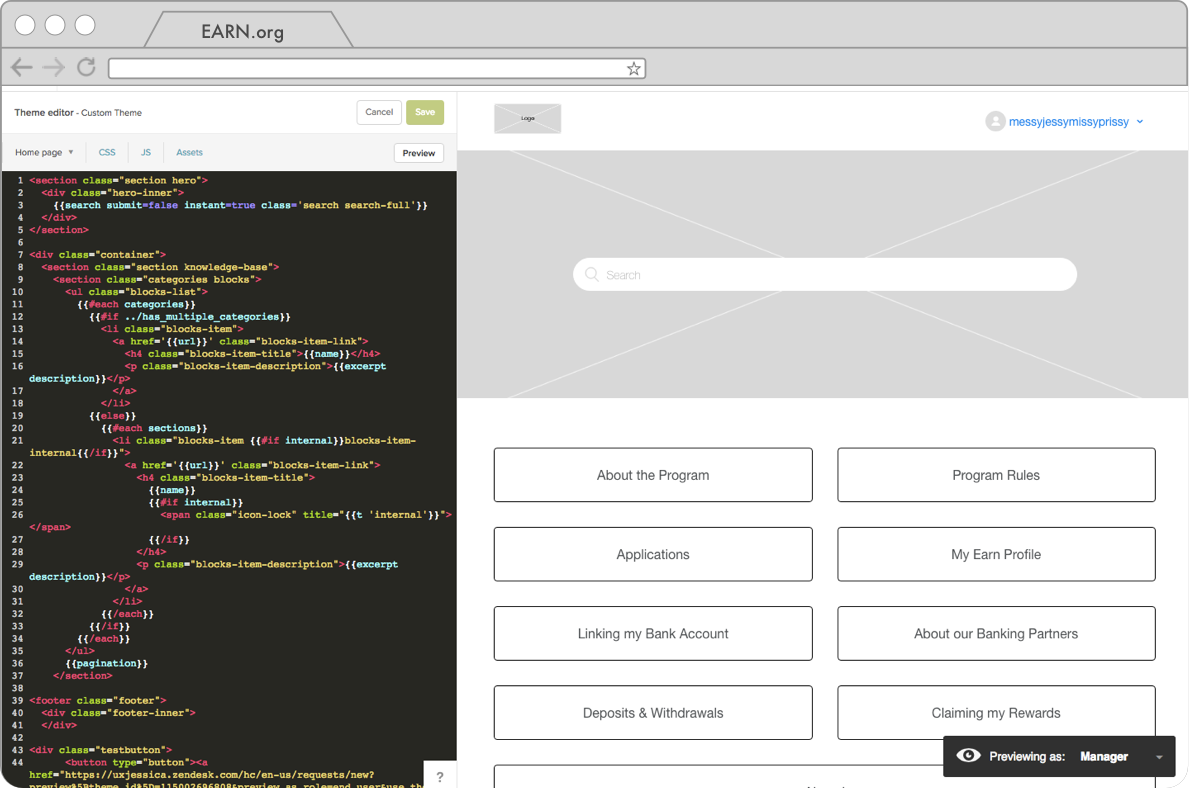 EARN.org
Theme editor - Custom Theme
Cancel
Save
Home page
CSS
JS
Assets
Preview
1 <section class="section hero">
2 <div class="hero-inner">
3 {{search submit=false instant=true class='search search-full'}}
4 </div>
5 </section>
6
7 <div class="container">
8 <section class="section knowledge-base">
9 <section class="categories blocks">
10 <ul class="blocks-list">
11 {{#each categories}}
12 {{#if ../has_multiple_categories}}
13 <li class="blocks-item">
14 <a href='{{url}}' class="blocks-item-link">
15 <h4 class="blocks-item-title">{{name}}</h4>
16 <p class="blocks-item-description">{{excerpt
description}}</p>
17 </a>
18 </li>
19 {{else}}
20 {{#each sections}}
21 <li class="blocks-item {{#if internal}}blocks-item-
internal{{/if}}">
22 <a href='{{url}}' class="blocks-item-link">
23 <h4 class="blocks-item-title">
24 {{name}}
25 {{#if internal}}
26 <span class="icon-lock" title="{{t 'internal'}}">
</span>
27 {{/if}}
28 </h4>
29 <p class="blocks-item-description">{{excerpt
description}}</p>
30 </a>
31 </li>
32 {{/each}}
33 {{/if}}
34 {{/each}}
35 </ul>
36 {{pagination}}
37 </section>
38
39 <footer class="footer">
40 <div class="footer-inner">
41 </div>
42
43 <div class="testbutton">
44 <button type="button"><a
href="https://uxjessica.zendesk.com/hc/en-us/requests/new?
?
Logo
messyjessymissyprissy
Search
About the Program
Program Rules
Applications
My Earn Profile
Linking my Bank Account
About our Banking Partners
Deposits & Withdrawals
Claiming my Rewards
Previewing as: Manager